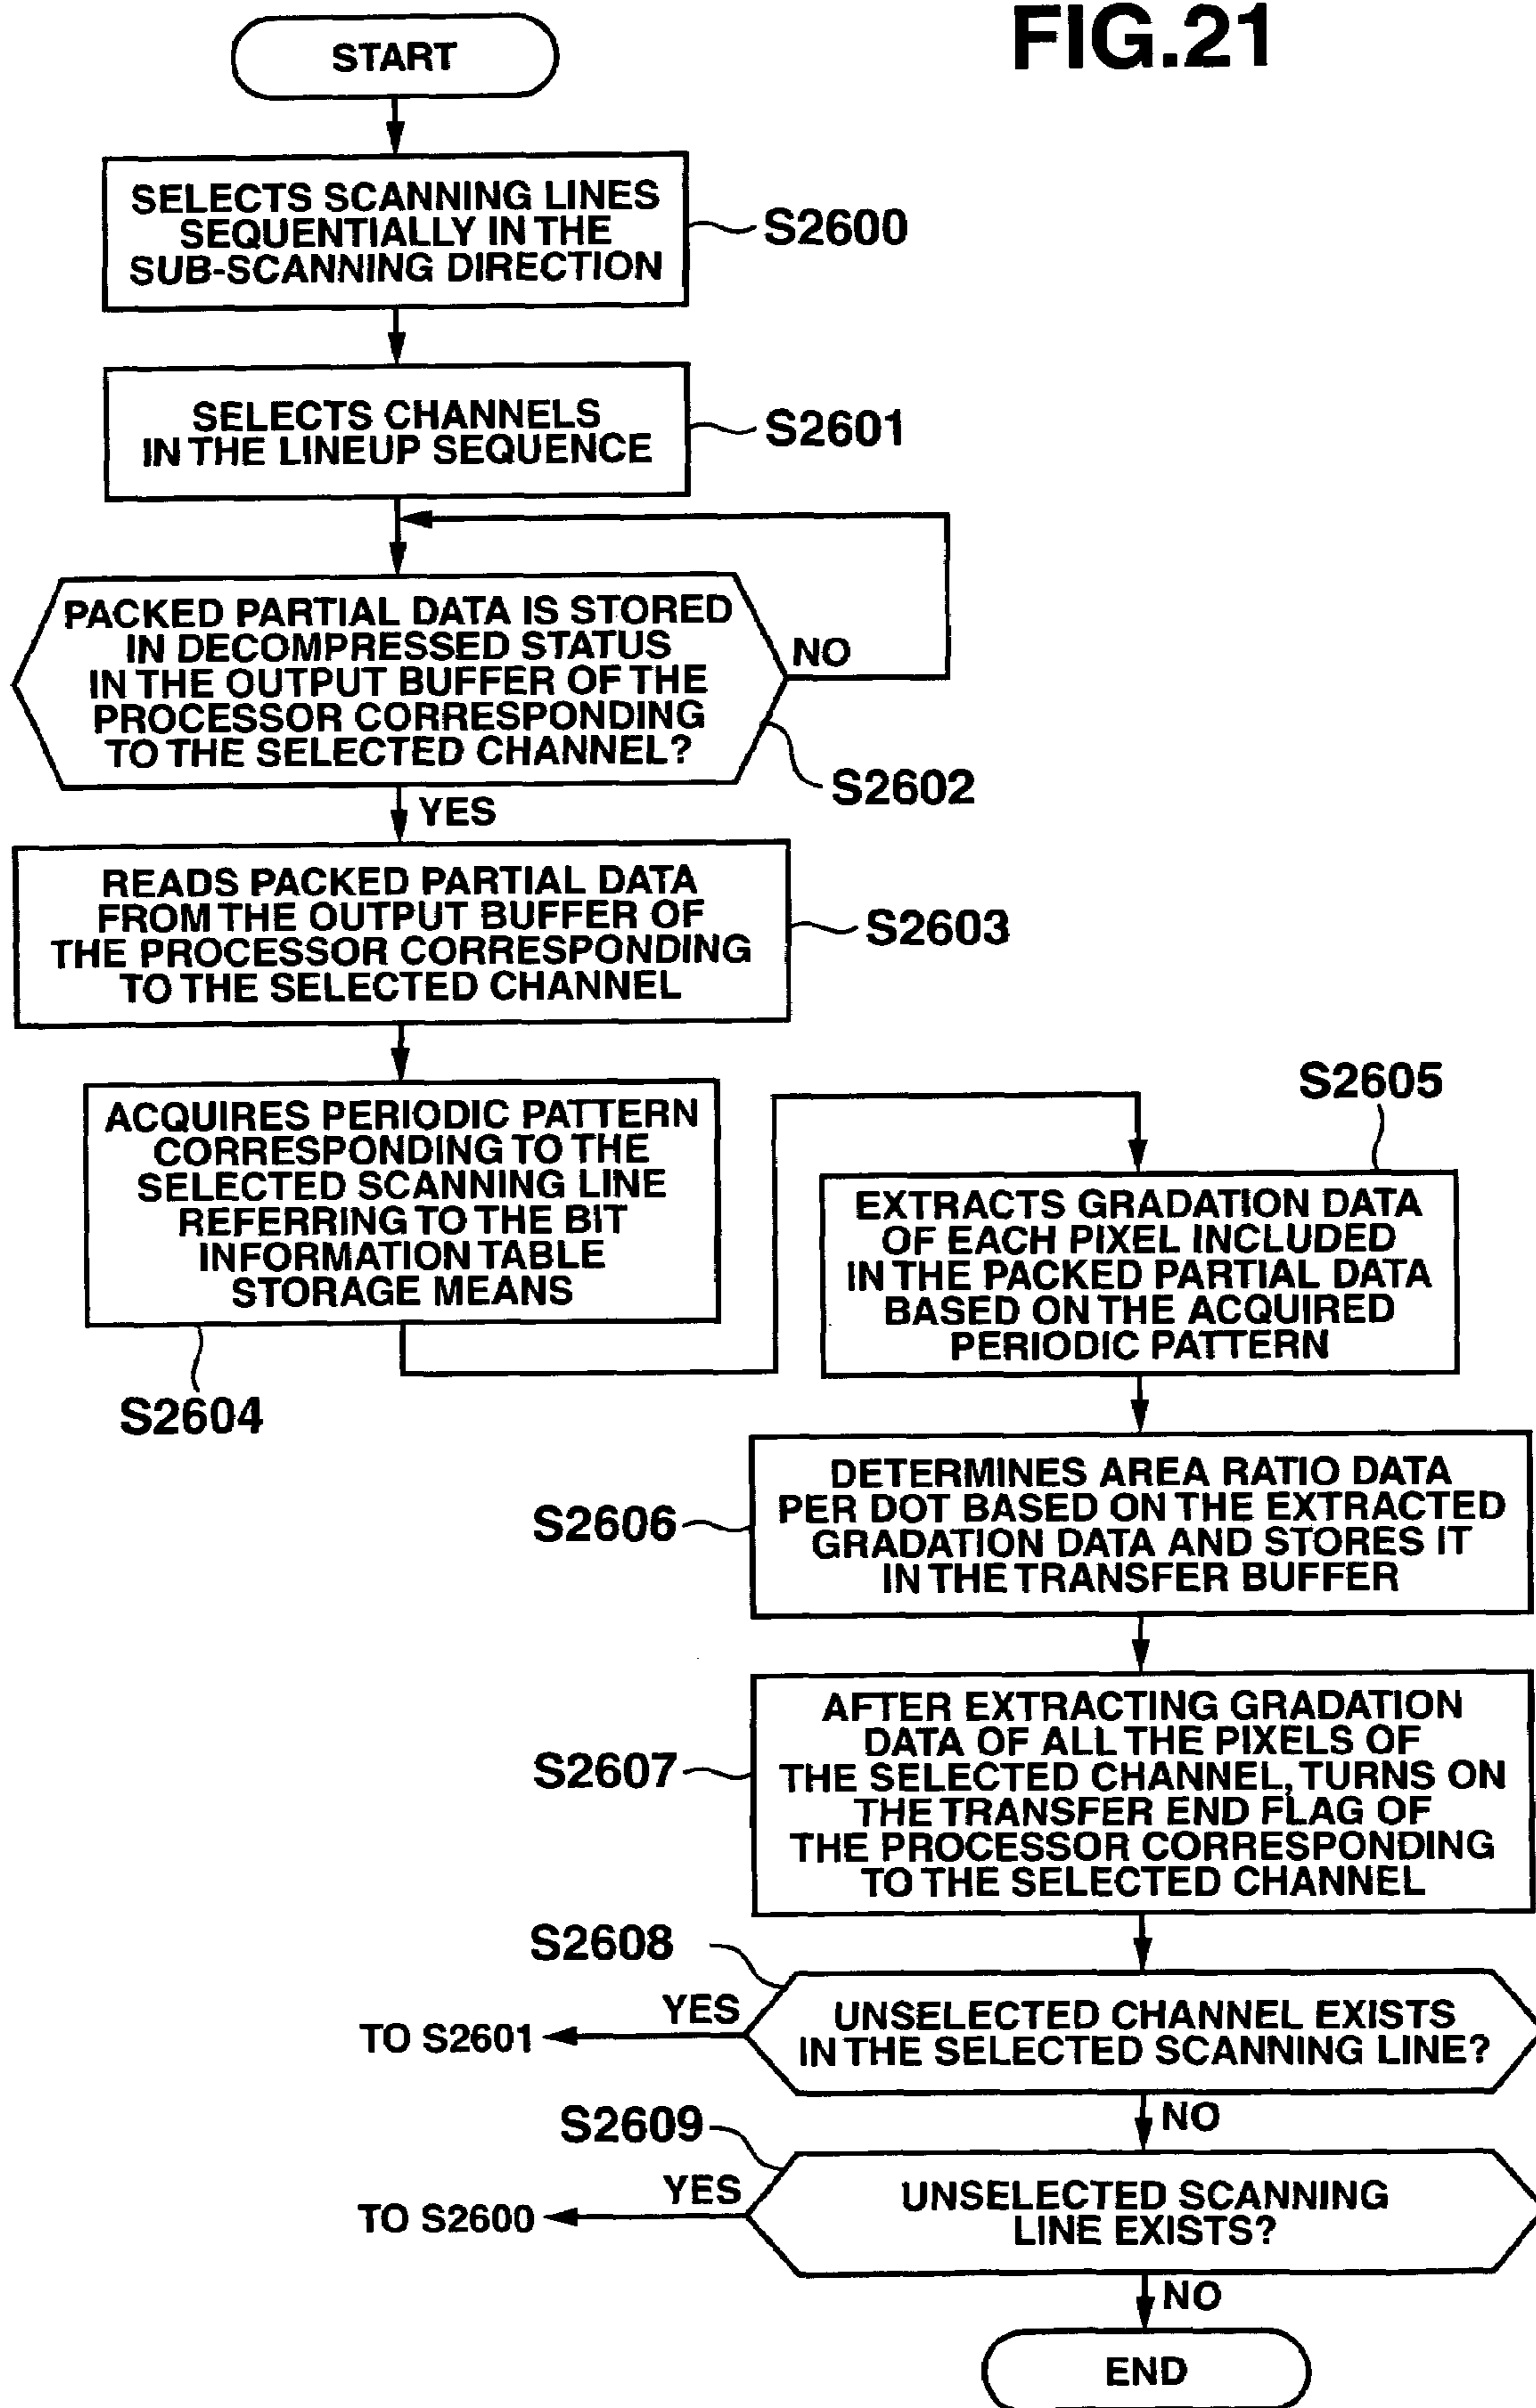 FIG.21
START
SELECTS SCANNING LINES
SEQUENTIALLY IN THE
SUB-SCANNING DIRECTION
S2600
SELECTS CHANNELS
IN THE LINEUP SEQUENCE
S2601
PACKED PARTIAL DATA IS STORED
IN DECOMPRESSED STATUS
IN THE OUTPUT BUFFER OF THE
PROCESSOR CORRESPONDING
TO THE SELECTED CHANNEL?
NO
S2602
YES
READS PACKED PARTIAL DATA
FROM THE OUTPUT BUFFER OF
THE PROCESSOR CORRESPONDING
TO THE SELECTED CHANNEL
S2603
ACQUIRES PERIODIC PATTERN
CORRESPONDING TO THE
SELECTED SCANNING LINE
REFERRING TO THE BIT
INFORMATION TABLE
STORAGE MEANS
S2604
S2605
EXTRACTS GRADATION DATA
OF EACH PIXEL INCLUDED
IN THE PACKED PARTIAL DATA
BASED ON THE ACQUIRED
PERIODIC PATTERN
S2606
DETERMINES AREA RATIO DATA
PER DOT BASED ON THE EXTRACTED
GRADATION DATA AND STORES IT
IN THE TRANSFER BUFFER
S2607
AFTER EXTRACTING GRADATION
DATA OF ALL THE PIXELS OF
THE SELECTED CHANNEL, TURNS ON
THE TRANSFER END FLAG OF
THE PROCESSOR CORRESPONDING
TO THE SELECTED CHANNEL
S2608
YES
TO S2601
UNSELECTED CHANNEL EXISTS
IN THE SELECTED SCANNING LINE?
NO
S2609
YES
TO S2600
UNSELECTED SCANNING
LINE EXISTS?
NO
END